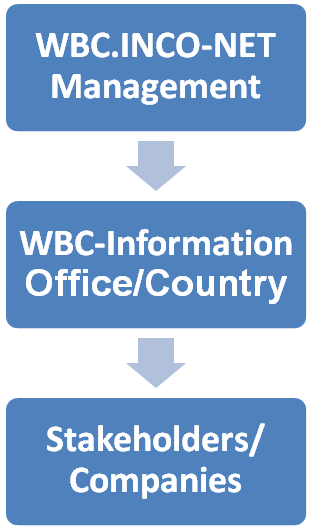 WBC.INCO-NET
Management
WBC-Information
Office/Country
Stakeholders/
Companies